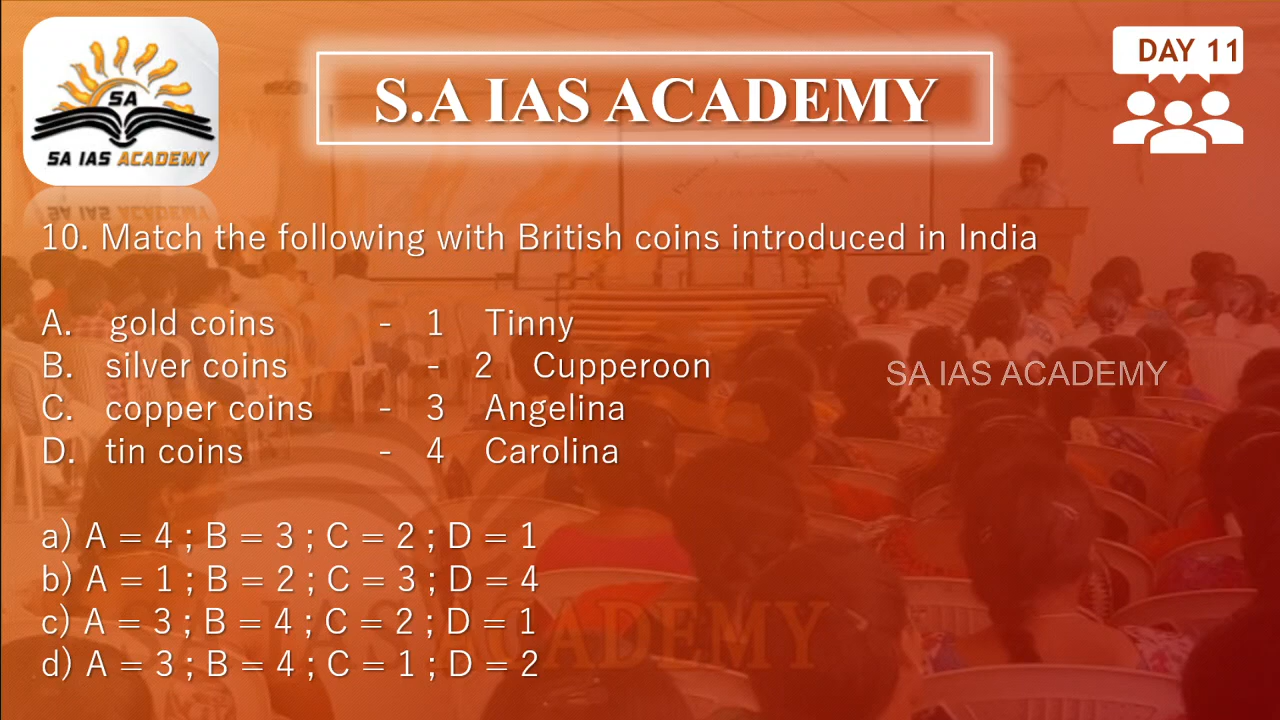 SA
SA IAS ACADEMY
S.A IAS ACADEMY
DAY 11
10. Match the following with British coins introduced in India
A. gold coins - 1 Tinny
B. silver coins - 2 Cupperoon
SA IAS ACADEMY
C. copper coins - 3 Angelina
D. tin coins - 4 Carolina
a) A = 4 ; B = 3 ; C = 2 ; D = 1
b) A = 1 ; B = 2 ; C = 3 ; D = 4
c) A = 3 ; B = 4 ; C = 2 ; D = 1
d) A = 3 ; B = 4 ; C = 1 ; D = 2
IAS ACADEMY